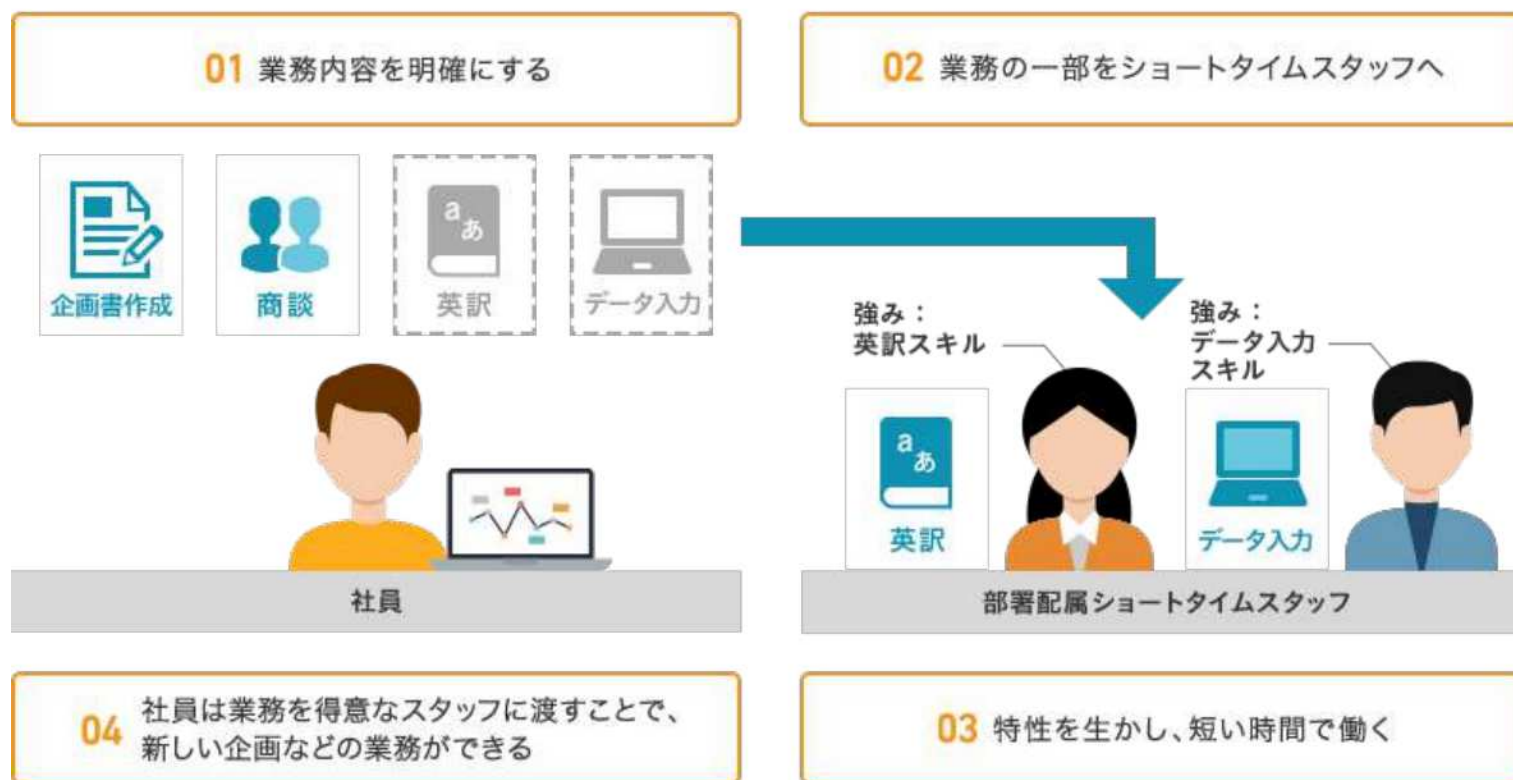 01 業務内容を明確にする
02 業務の一部をショートタイムスタッフへ
企画書作成
商談
aあ
英訳
データ入力
強み：
英訳スキル
強み：
データ入力
スキル
aあ
英訳
データ入力
社員
部署配属ショートタイムスタッフ
04 社員は業務を得意なスタッフに渡すことで、
新しい企画などの業務ができる
03 特性を生かし、短い時間で働く